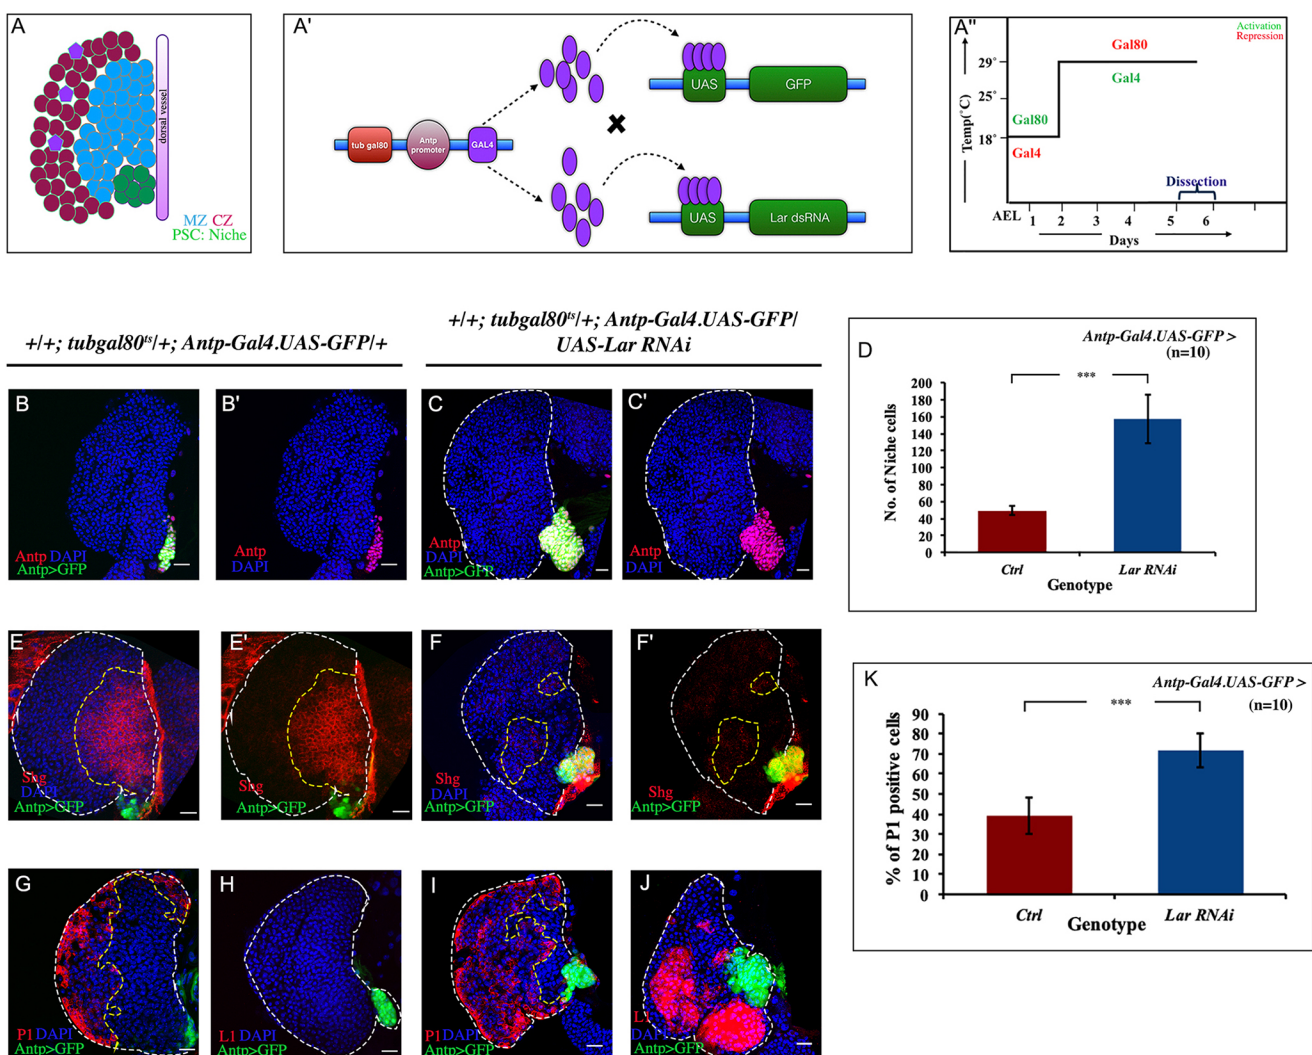 A
dorsal vessel
MZ CZ
PSC: Niche
A'
tub gal80
Antp
promoter
GAL4
UAS
GFP
UAS
Lar dsRNA
A"
Activation
Repression
Temp(°C)
29°
25°
18°
Gal80
Gal4
Gal80
Gal4
Dissection
AEL
1 2 3 4 5 6
Days
+/+; tubgal80ts/+; Antp-Gal4.UAS-GFP/+
+/+; tubgal80ts/+; Antp-Gal4.UAS-GFP/
UAS-Lar RNAi
B
Antp DAPI
Antp>GFP
B'
Antp
DAPI
C
Antp
DAPI
Antp>GFP
C'
Antp
DAPI
D
Antp-Gal4.UAS-GFP >
(n=10)
***
No. of Niche cells
200
180
160
140
120
100
80
60
40
20
0
Ctrl
Lar RNAi
Genotype
E
Shg
DAPI
Antp>GFP
E'
Shg
Antp>GFP
F
Shg
DAPI
Antp>GFP
F'
Shg
Antp>GFP
G
P1 DAPI
Antp>GFP
H
L1 DAPI
Antp>GFP
I
P1 DAPI
Antp>GFP
J
L1
DAPI
Antp>GFP
K
Antp-Gal4.UAS-GFP >
(n=10)
***
% of P1 positive cells
90
80
70
60
50
40
30
20
10
0
Ctrl
Lar RNAi
Genotype